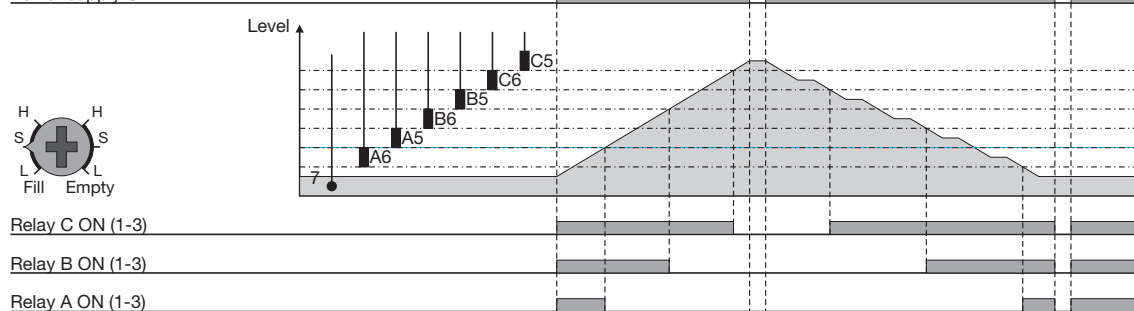 Level
C5
C6
B5
B6
A5
A6
7
H H
S S
L L
Fill Empty
Relay C ON (1-3)
Relay B ON (1-3)
Relay A ON (1-3)